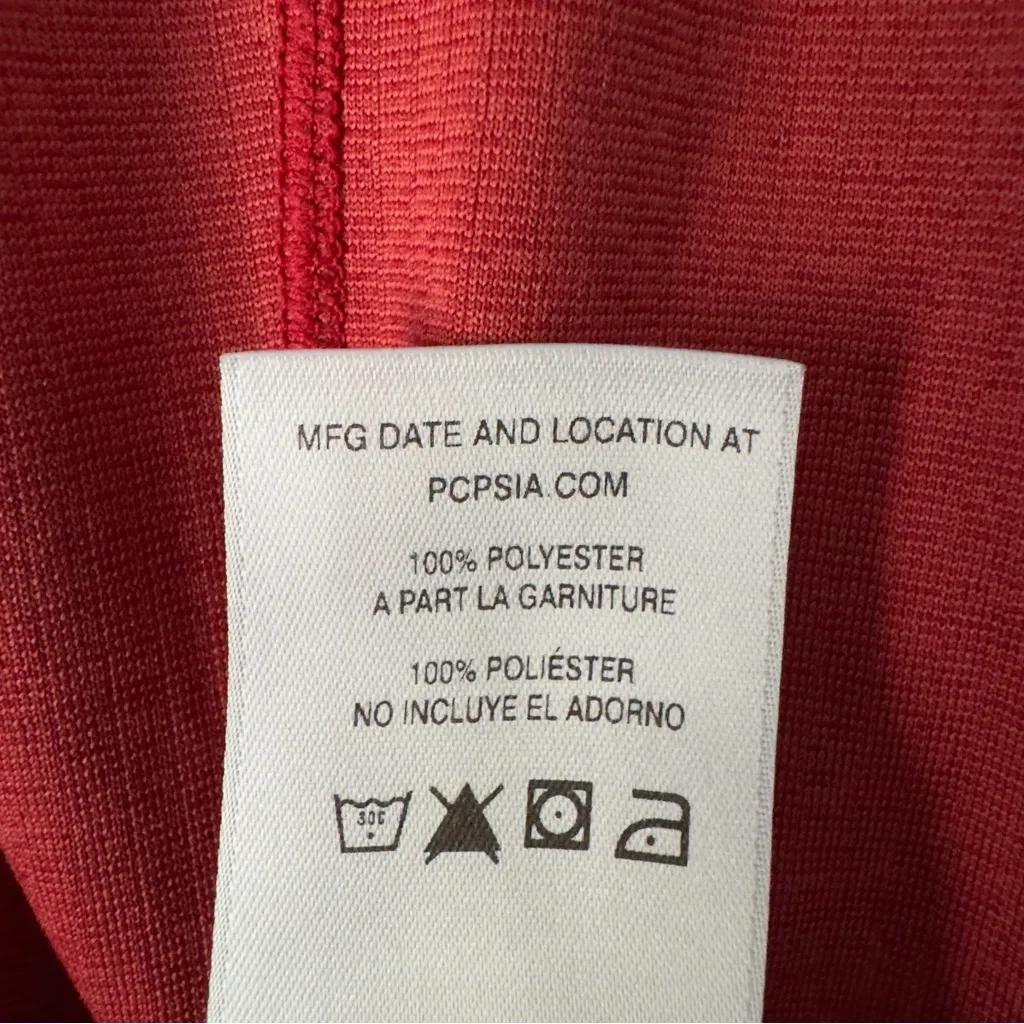 MFG DATE AND LOCATION AT
PCPSIA.COM
100% POLYESTER
A PART LA GARNITURE
100% POLIÉSTER
NO INCLUYE EL ADORNO
30C